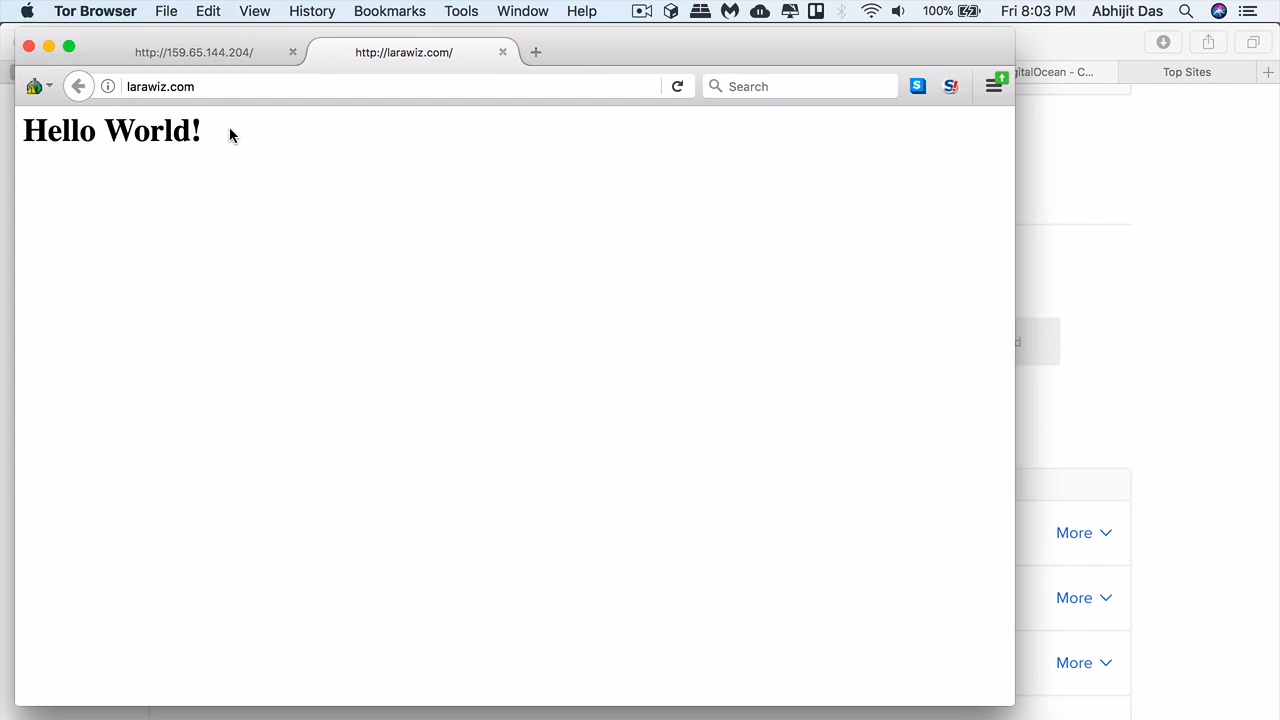 Tor Browser File Edit View History Bookmarks Tools Window Help 100% Fri 8:03 PM Abhijit Das
http://159.65.144.204/ http://larawiz.com/
gitalOcean - C... Top Sites
larawiz.com Search
Hello World!
d
More
More
More